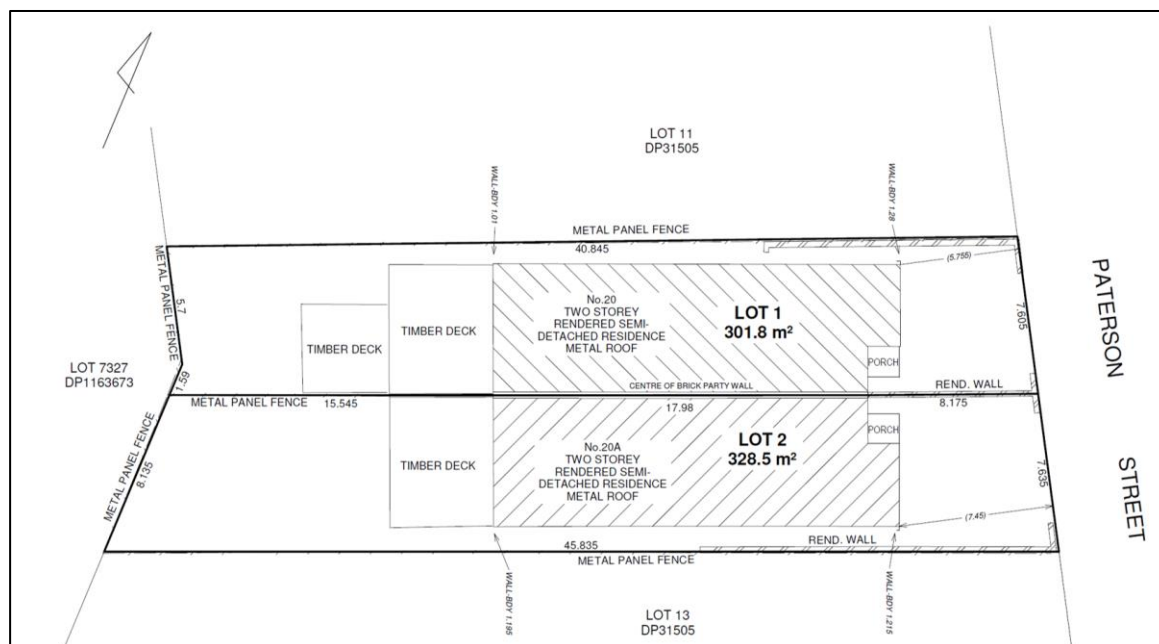 LOT 11
DP31505
WALL-BDY 1.01
WALL-BDY 1.28
METAL PANEL FENCE
40.845
(5.755)
METAL PANEL FENCE
5.7
1.59
LOT 7327
DP1163673
TIMBER DECK
TIMBER DECK
No.20
TWO STOREY
RENDERED SEMI-
DETACHED RESIDENCE
METAL ROOF
LOT 1
301.8 m²
PORCH
7.605
PATERSON
STREET
CENTRE OF BRICK PARTY WALL
REND. WALL
METAL PANEL FENCE
15.545
17.98
8.175
METAL PANEL FENCE
8.135
TIMBER DECK
No.20A
TWO STOREY
RENDERED SEMI-
DETACHED RESIDENCE
METAL ROOF
LOT 2
328.5 m²
PORCH
7.635
(7.45)
REND. WALL
45.835
METAL PANEL FENCE
WALL-BDY 1.195
WALL-BDY 1.215
LOT 13
DP31505